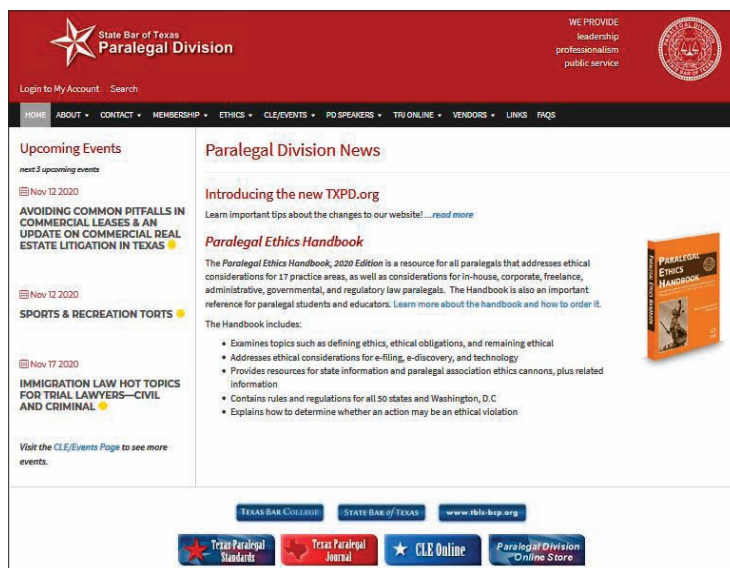 State Bar of Texas
Paralegal Division
WE PROVIDE
leadership
professionalism
public service
PARALEGAL DIVISION
STATE BAR OF TEXAS
Login to My Account Search
HOME ABOUT CONTACT MEMBERSHIP ETHICS CLE/EVENTS PD SPEAKERS TRJ ONLINE VENDORS LINKS FAQS
Upcoming Events
next 3 upcoming events
Nov 12 2020
AVOIDING COMMON PITFALLS IN
COMMERCIAL LEASES & AN
UPDATE ON COMMERCIAL REAL
ESTATE LITIGATION IN TEXAS
Nov 12 2020
SPORTS & RECREATION TORTS
Nov 17 2020
IMMIGRATION LAW HOT TOPICS
FOR TRIAL LAWYERS—CIVIL
AND CRIMINAL
Visit the CLE/Events Page to see more
events.
Paralegal Division News
Introducing the new TXPD.org
Learn important tips about the changes to our website! ...read more
Paralegal Ethics Handbook
The Paralegal Ethics Handbook, 2020 Edition is a resource for all paralegals that addresses ethical
considerations for 17 practice areas, as well as considerations for in-house, corporate, freelance,
administrative, governmental, and regulatory law paralegals. The Handbook is also an important
reference for paralegal students and educators. Learn more about the handbook and how to order it.
The Handbook includes:
• Examines topics such as defining ethics, ethical obligations, and remaining ethical
• Addresses ethical considerations for e-filing, e-discovery, and technology
• Provides resources for state information and paralegal association ethics cannons, plus related
information
• Contains rules and regulations for all 50 states and Washington, D.C
• Explains how to determine whether an action may be an ethical violation
PARALEGAL
ETHICS
HANDBOOK
PARALEGAL ETHICS HANDBOOK
TEXAS BAR COLLEGE
STATE BAR of TEXAS
www.tbls-bcp.org
Texas Paralegal
Standards
Texas Paralegal
Journal
CLE Online
Paralegal Division
Online Store